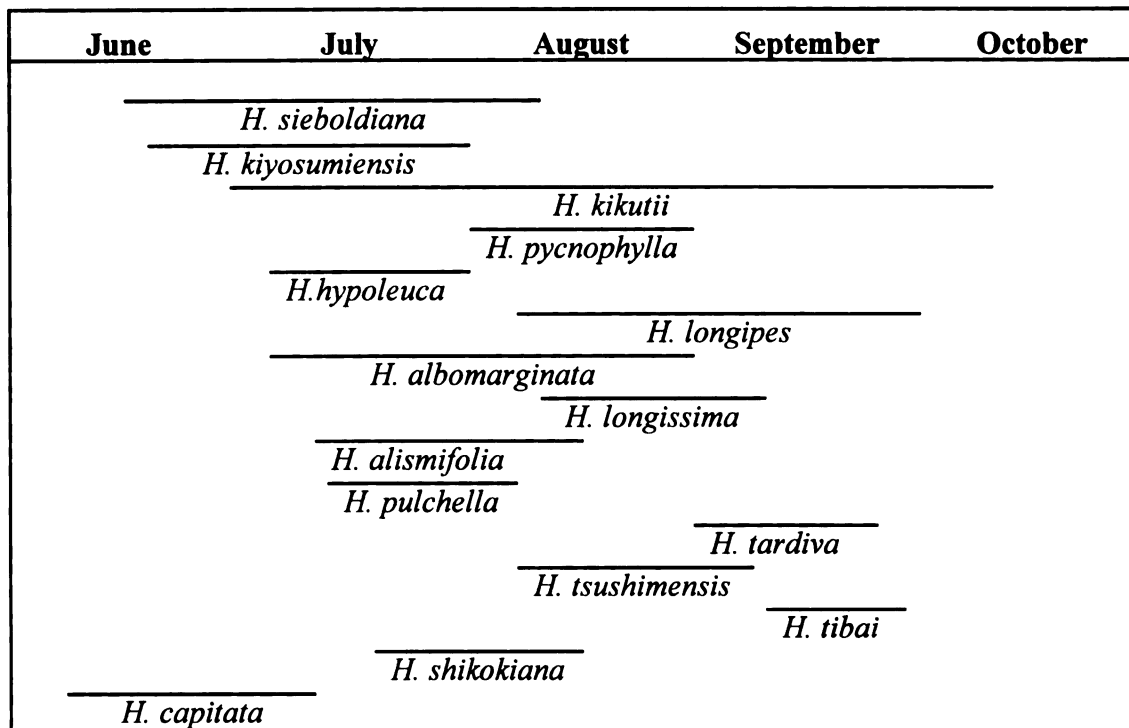 June July August September October
H. sieboldiana
H. kiyosumiensis
H. kikutii
H. pycnophylla
H.hypoleuca
H. longipes
H. albomarginata
H. longissima
H. alismifolia
H. pulchella
H. tardiva
H. tsushimensis
H. tibai
H. shikokiana
H. capitata